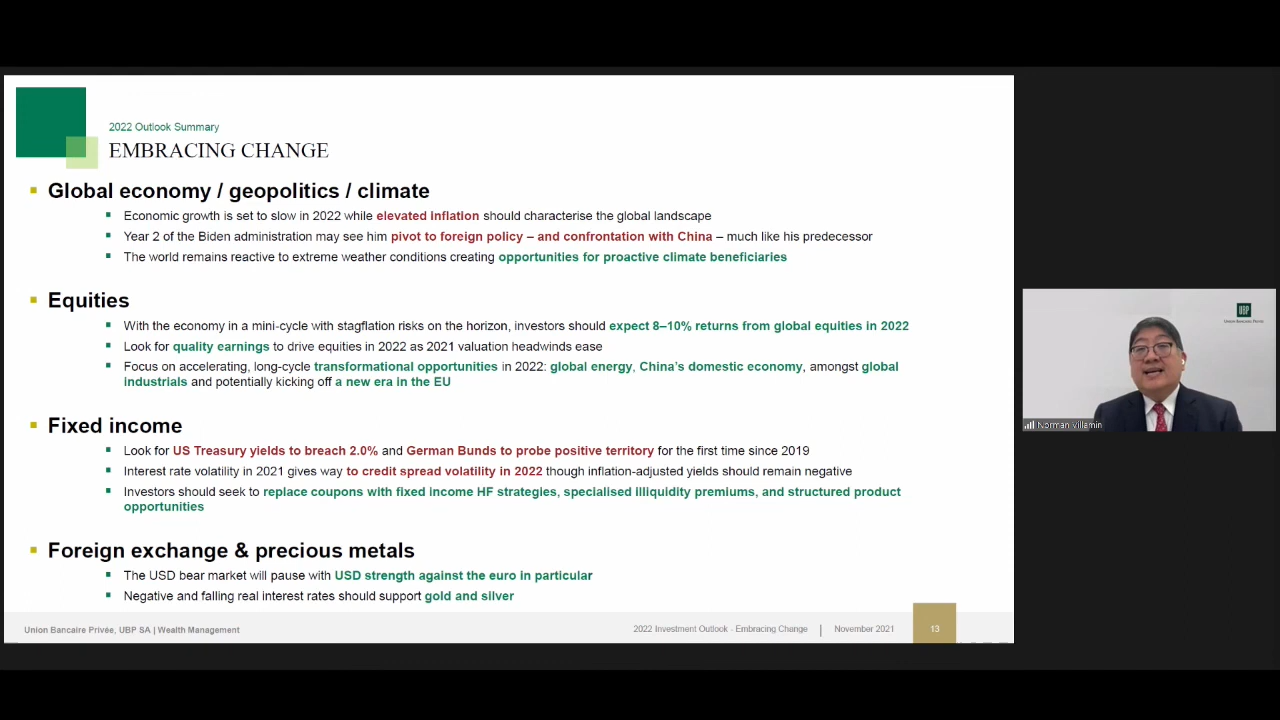 2022 Outlook Summary
EMBRACING CHANGE
Global economy / geopolitics / climate
Economic growth is set to slow in 2022 while elevated inflation should characterise the global landscape
Year 2 of the Biden administration may see him pivot to foreign policy – and confrontation with China – much like his predecessor
The world remains reactive to extreme weather conditions creating opportunities for proactive climate beneficiaries
Equities
With the economy in a mini-cycle with stagflation risks on the horizon, investors should expect 8–10% returns from global equities in 2022
Look for quality earnings to drive equities in 2022 as 2021 valuation headwinds ease
Focus on accelerating, long-cycle transformational opportunities in 2022: global energy, China's domestic economy, amongst global
industrials and potentially kicking off a new era in the EU
Fixed income
Look for US Treasury yields to breach 2.0% and German Bunds to probe positive territory for the first time since 2019
Interest rate volatility in 2021 gives way to credit spread volatility in 2022 though inflation-adjusted yields should remain negative
Investors should seek to replace coupons with fixed income HF strategies, specialised illiquidity premiums, and structured product
opportunities
Foreign exchange & precious metals
The USD bear market will pause with USD strength against the euro in particular
Negative and falling real interest rates should support gold and silver
Union Bancaire Privée, UBP SA | Wealth Management
2022 Investment Outlook - Embracing Change | November 2021
13
UBP
UNION BANCAIRE PRIVÉE
Norman Villamin